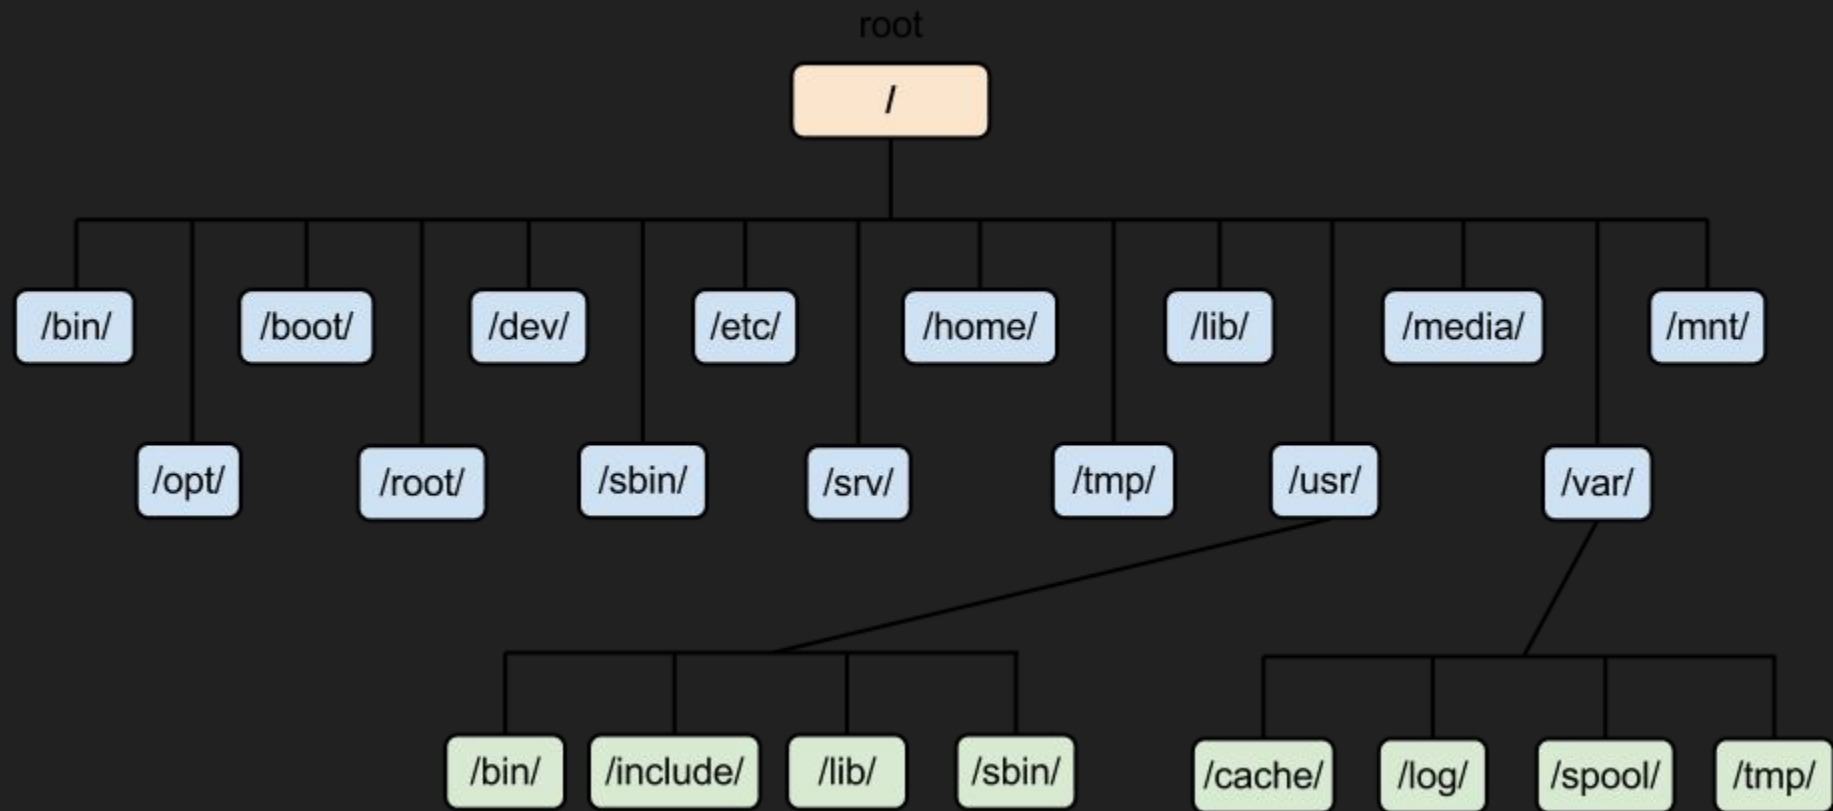 root
/
/bin/ /boot/ /dev/ /etc/ /home/ /lib/ /media/ /mnt/
/opt/ /root/ /sbin/ /srv/ /tmp/ /usr/ /var/
/bin/ /include/ /lib/ /sbin/ /cache/ /log/ /spool/ /tmp/